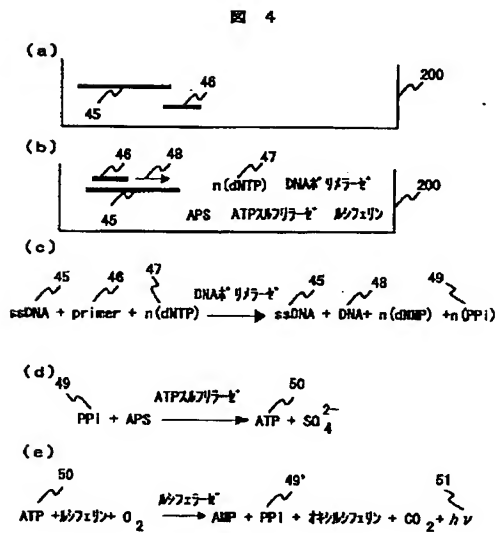 図 4
(a)
46
45
200
(b)
46 48 47
n(dNTP) DNAポリメラーゼ
45
200
APS ATPスルフリラーゼ ルシフェリン
(c)
45 46 47 45 48 49
DNAポリメラーゼ
ssDNA + primer + n(dNTP) → ssDNA + DNA+ n(dNMP) +n(PPi)
(d)
49 50
ATPスルフリラーゼ
PPi + APS → ATP + SO₄²⁻
(e)
50 49' 51
ルシフェラーゼ
ATP +ルシフェリン+ O₂ → AMP + PPi + オキシルシフェリン + CO₂+ hν